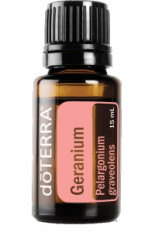 dōTERRA
Geranium
Pelargonium
graveolens
15 mL